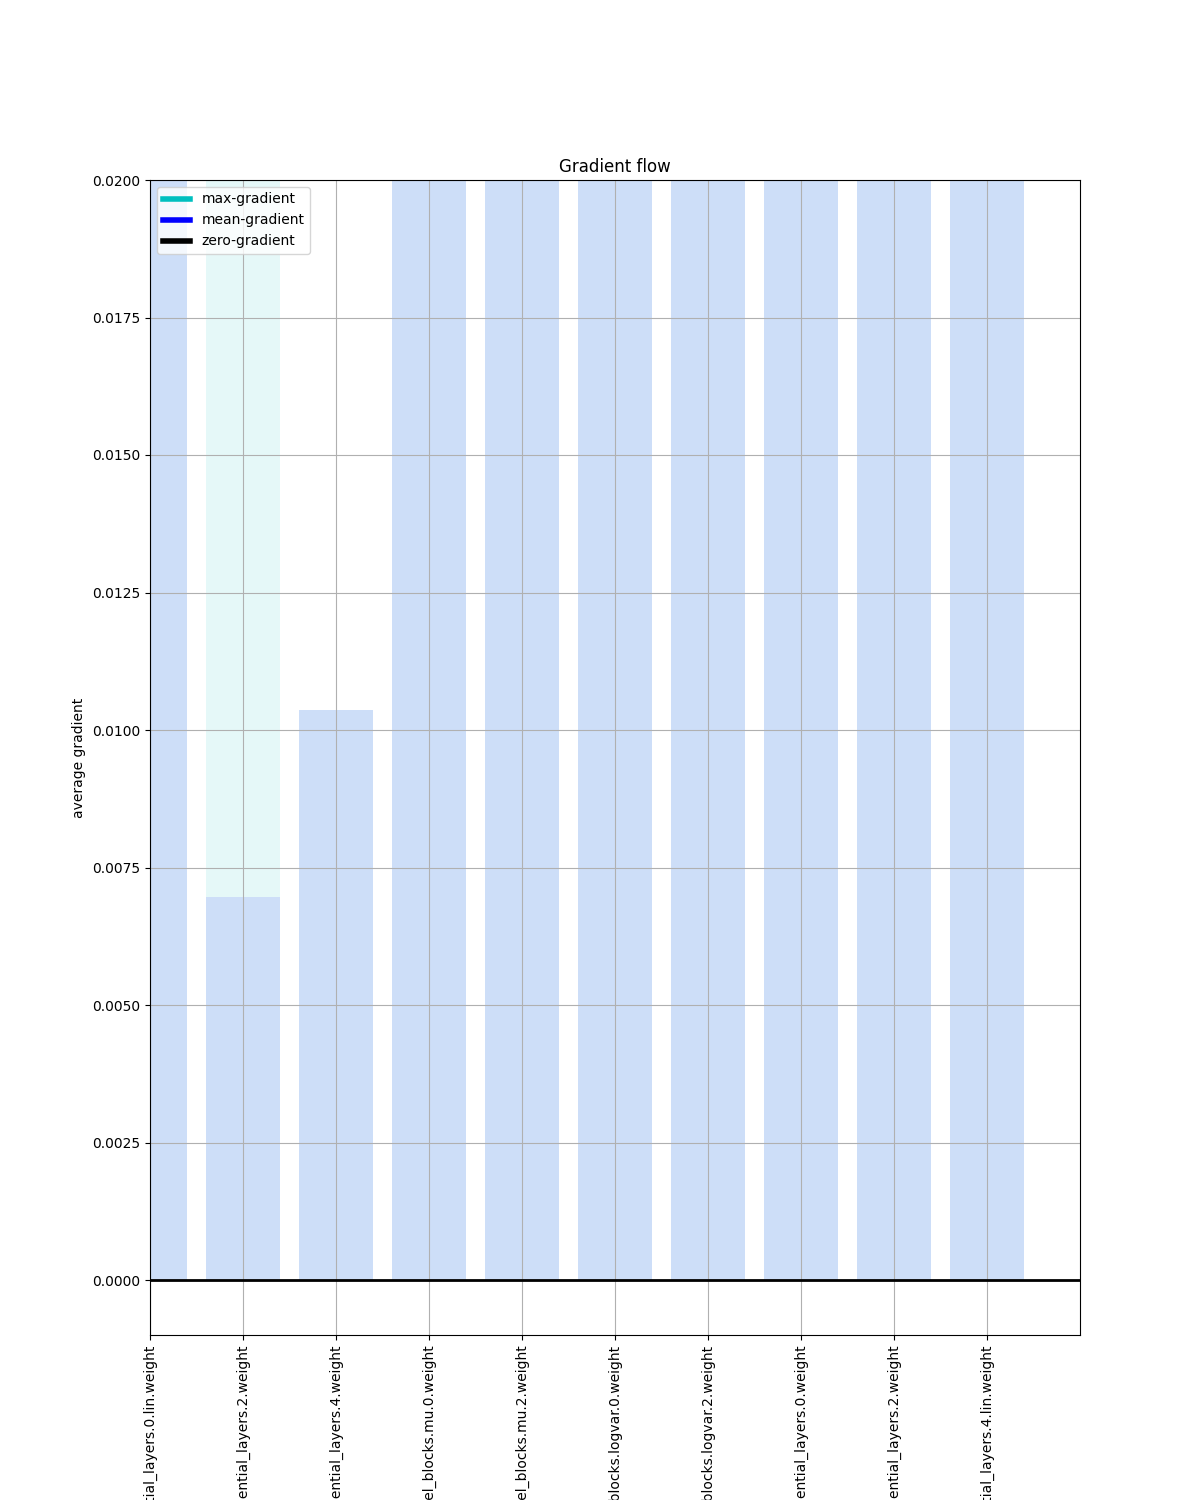 Gradient flow
max-gradient
mean-gradient
zero-gradient
0.0200
0.0175
0.0150
0.0125
0.0100
0.0075
0.0050
0.0025
0.0000
average gradient
tial_layers.0.lin.weight
ential_layers.2.weight
ential_layers.4.weight
el_blocks.mu.0.weight
el_blocks.mu.2.weight
blocks.logvar.0.weight
blocks.logvar.2.weight
ential_layers.0.weight
ential_layers.2.weight
tial_layers.4.lin.weight